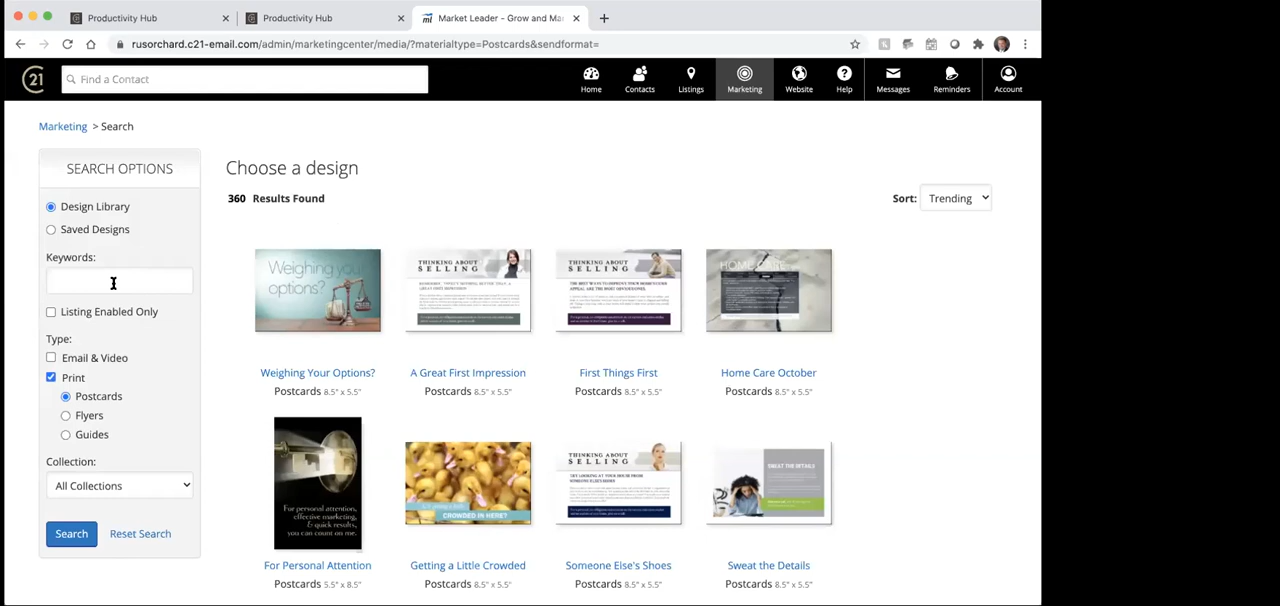 Productivity Hub
Productivity Hub
Market Leader - Grow and Ma
rusorchard.c21-email.com/admin/marketingcenter/media/?materialtype=Postcards&sendformat=
21
Find a Contact
Home
Contacts
Listings
Marketing
Website
Help
Messages
Reminders
Account
Marketing > Search
SEARCH OPTIONS
Design Library
Saved Designs
Keywords:
Listing Enabled Only
Type:
Email & Video
Print
Postcards
Flyers
Guides
Collection:
All Collections
Search Reset Search
Choose a design
360 Results Found
Sort: Trending
Weighing your
options?
THINKING ABOUT
SELLING
THINKING ABOUT
SELLING
Weighing Your Options?
Postcards 8.5" x 5.5"
A Great First Impression
Postcards 8.5" x 5.5"
First Things First
Postcards 8.5" x 5.5"
Home Care October
Postcards 8.5" x 5.5"
For personal attention,
effective marketing,
& quick results,
you can count on me.
CROWDED IN HERE?
THINKING ABOUT
SELLING
SWEAT THE DETAILS
For Personal Attention
Postcards 5.5" x 8.5"
Getting a Little Crowded
Postcards 8.5" x 5.5"
Someone Else's Shoes
Postcards 8.5" x 5.5"
Sweat the Details
Postcards 8.5" x 5.5"